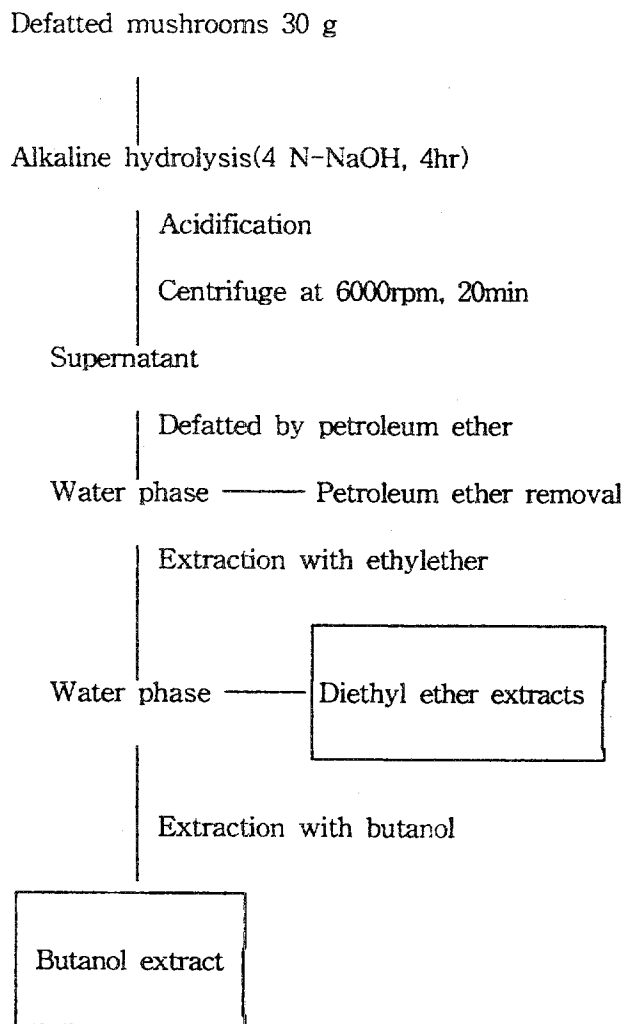 Defatted mushrooms 30 g
Alkaline hydrolysis(4 N-NaOH, 4hr)
Acidification
Centrifuge at 6000rpm, 20min
Supernatant
Defatted by petroleum ether
Water phase Petroleum ether removal
Extraction with ethylether
Water phase Diethyl ether extracts
Extraction with butanol
Butanol extract